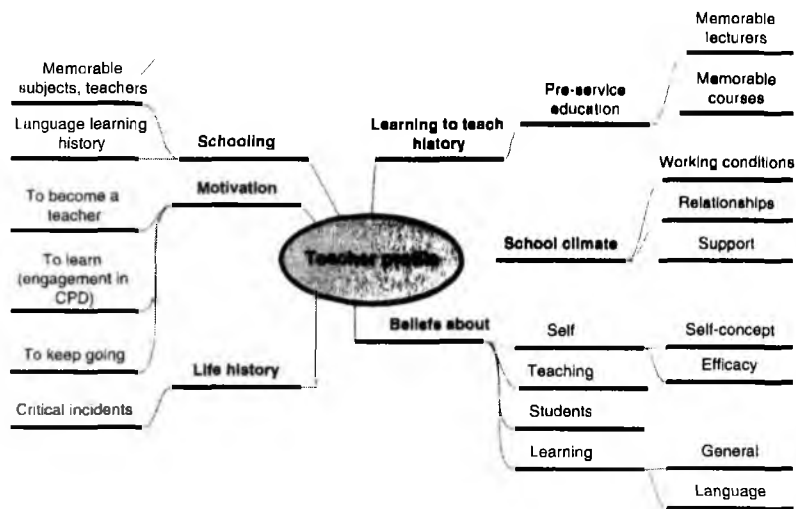 Teacher profile
Schooling
Memorable
subjects, teachers
Language learning
history
Motivation
To become a
teacher
To learn
(engagement in
CPD)
To keep going
Life history
Critical incidents
Learning to teach
history
Pre-service
education
Memorable
lecturers
Memorable
courses
School climate
Working conditions
Relationships
Support
Beliefs about
Self
Self-concept
Efficacy
Teaching
Students
Learning
General
Language